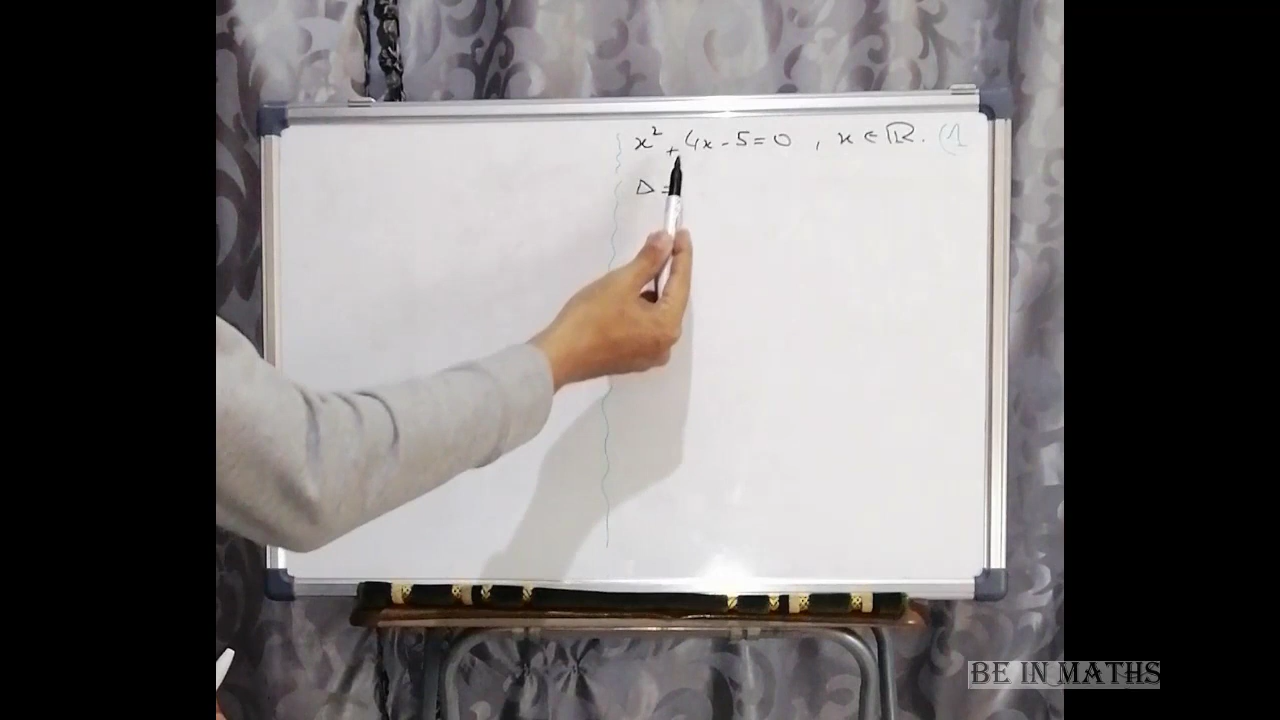 x² + 4x - 5 = 0 , x ∈ ℝ. (1
Δ =
BE IN MATHS